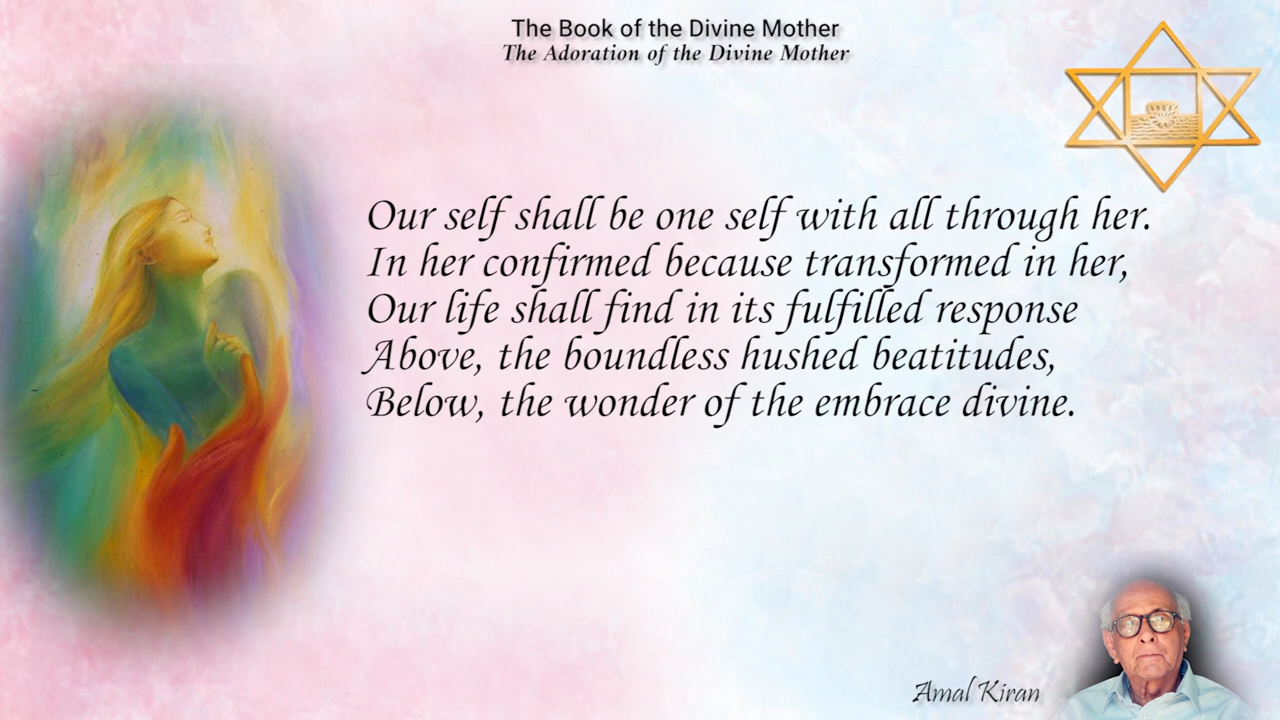 The Book of the Divine Mother
The Adoration of the Divine Mother
Our self shall be one self with all through her.
In her confirmed because transformed in her,
Our life shall find in its fulfilled response
Above, the boundless hushed beatitudes,
Below, the wonder of the embrace divine.
Amal Kiran